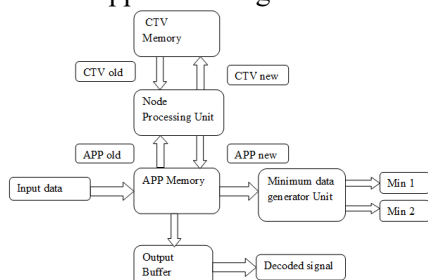 CTV
Memory
CTV old
CTV new
Node
Processing Unit
APP old
APP new
Input data
APP Memory
Minimum data
generator Unit
Min 1
Min 2
Output
Buffer
Decoded signal